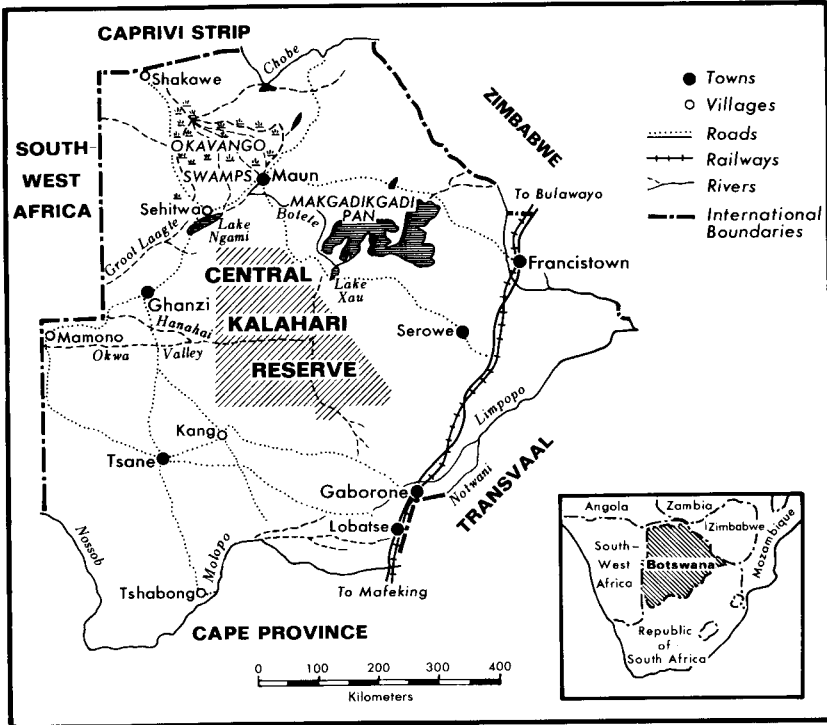 CAPRIVI STRIP
Chobe
Shakawe
ZIMBABWE
Towns
Villages
Roads
Railways
Rivers
International
Boundaries
SOUTH-
WEST
AFRICA
OKAVANGO
SWAMPS
Maun
MAKGADIKGADI
PAN
To Bulawayo
Sehitwa
Lake
Ngami
Botete
Groot Laagte
Lake
Xau
Francistown
CENTRAL
KALAHARI
RESERVE
Ghanzi
Hanahai
Mamono
Okwa
Valley
Serowe
Limpopo
Kang
Tsane
Gaborone
Notwani
TRANSVAAL
Lobatse
Nossob
Molopo
Tshabong
To Mafeking
CAPE PROVINCE
0 100 200 300 400
Kilometers
Angola
Zambia
Zimbabwe
Mozambique
South-
West
Africa
Botswana
Republic
of
South Africa